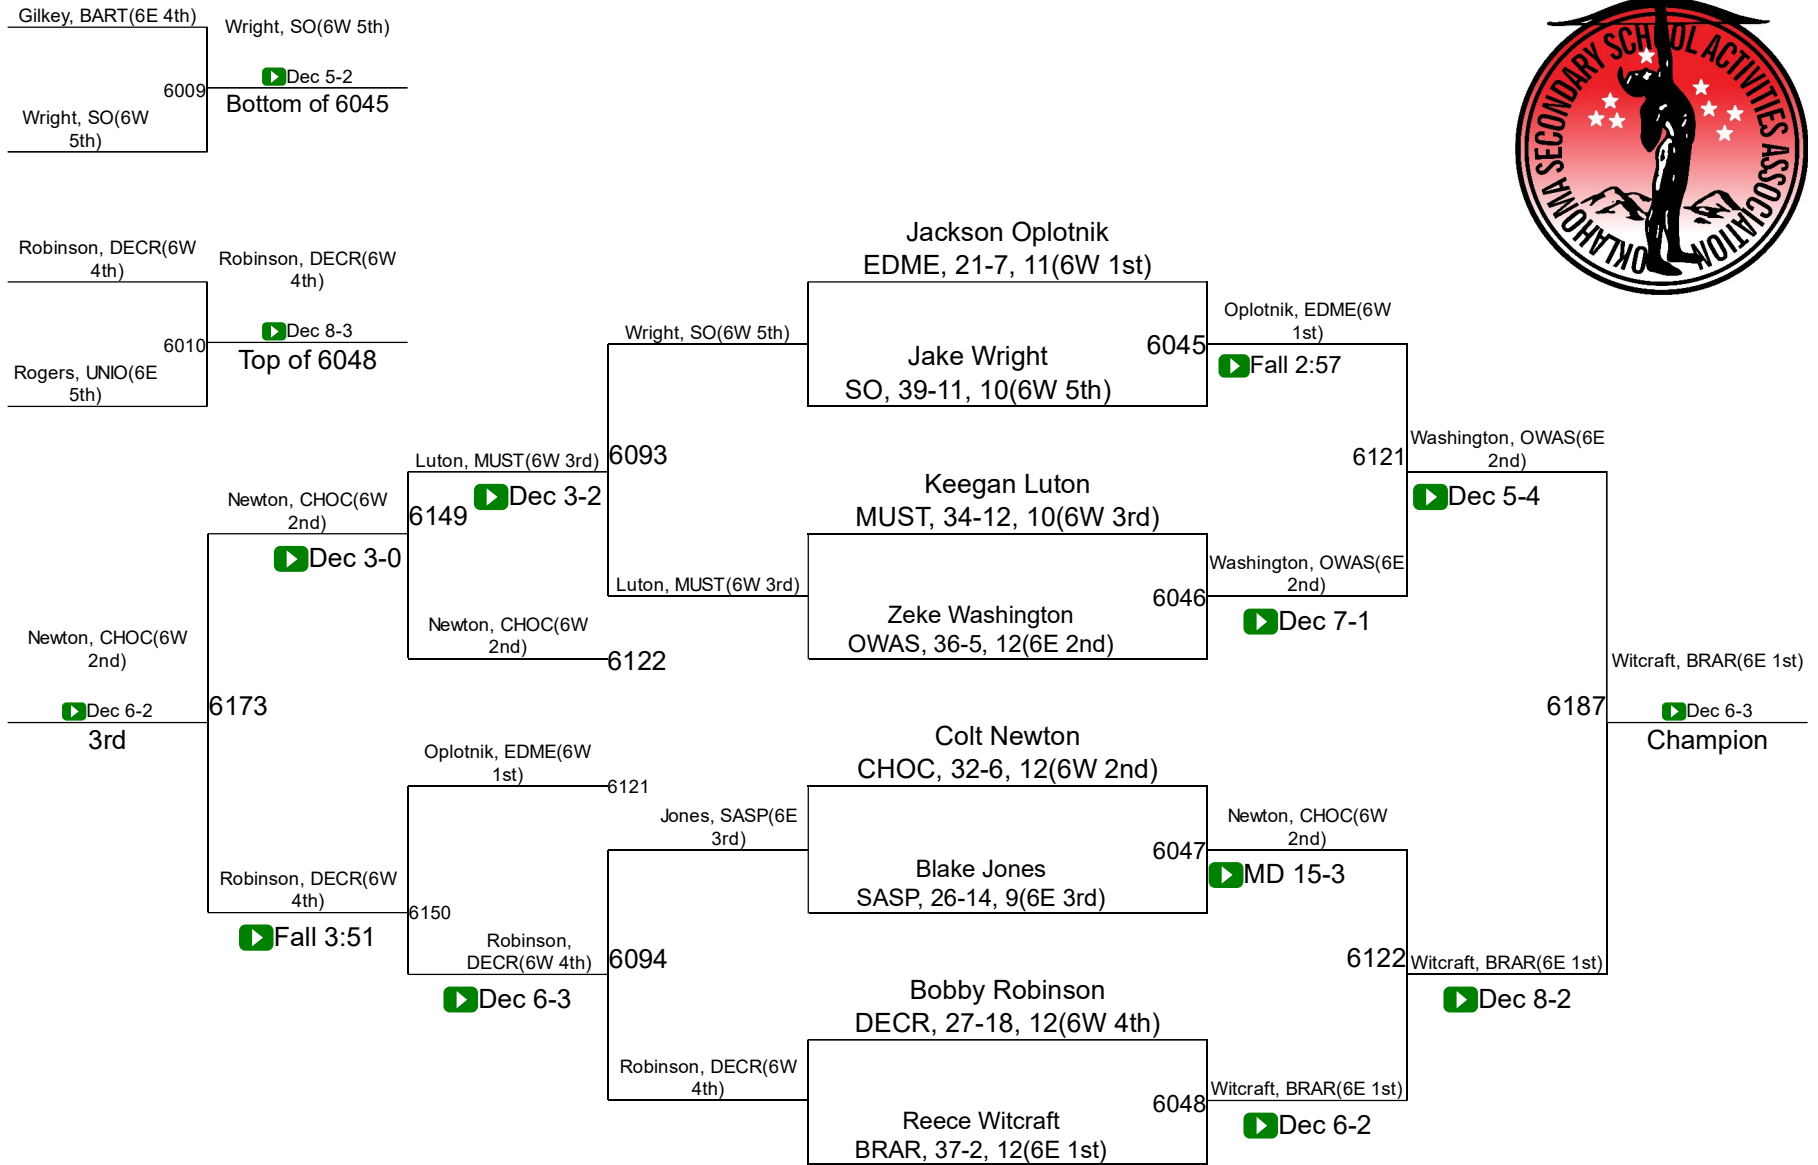 Gilkey, BART(6E 4th)
Wright, SO(6W 5th)
Dec 5-2
6009
Bottom of 6045
Wright, SO(6W
5th)
OKLAHOMA SECONDARY SCHOOL ACTIVITIES ASSOCIATION
Robinson, DECR(6W
4th)
Robinson, DECR(6W
4th)
Dec 8-3
6010
Top of 6048
Rogers, UNIO(6E
5th)
Jackson Oplotnik
EDME, 21-7, 11(6W 1st)
Wright, SO(6W 5th)
Jake Wright
SO, 39-11, 10(6W 5th)
6045
Oplotnik, EDME(6W
1st)
Fall 2:57
6093
Luton, MUST(6W 3rd)
Dec 3-2
6121
Washington, OWAS(6E
2nd)
Dec 5-4
Keegan Luton
MUST, 34-12, 10(6W 3rd)
Newton, CHOC(6W
2nd)
6149
Dec 3-0
Luton, MUST(6W 3rd)
Zeke Washington
OWAS, 36-5, 12(6E 2nd)
6046
Washington, OWAS(6E
2nd)
Dec 7-1
Newton, CHOC(6W
2nd)
6122
Newton, CHOC(6W
2nd)
Dec 6-2
3rd
6173
Witcraft, BRAR(6E 1st)
6187
Dec 6-3
Champion
Colt Newton
CHOC, 32-6, 12(6W 2nd)
Oplotnik, EDME(6W
1st)
6121
Jones, SASP(6E
3rd)
Blake Jones
SASP, 26-14, 9(6E 3rd)
6047
Newton, CHOC(6W
2nd)
MD 15-3
Robinson, DECR(6W
4th)
6150
Fall 3:51
Robinson,
DECR(6W 4th)
6094
Dec 6-3
6122
Witcraft, BRAR(6E 1st)
Dec 8-2
Bobby Robinson
DECR, 27-18, 12(6W 4th)
Robinson, DECR(6W
4th)
Reece Witcraft
BRAR, 37-2, 12(6E 1st)
6048
Witcraft, BRAR(6E 1st)
Dec 6-2